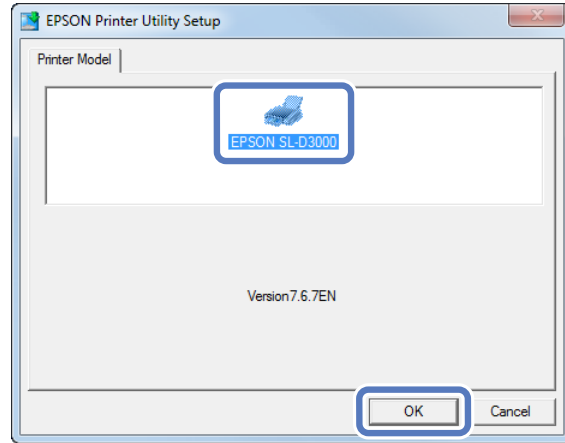 EPSON Printer Utility Setup
Printer Model
EPSON SL-D3000
Version7.6.7EN
OK
Cancel